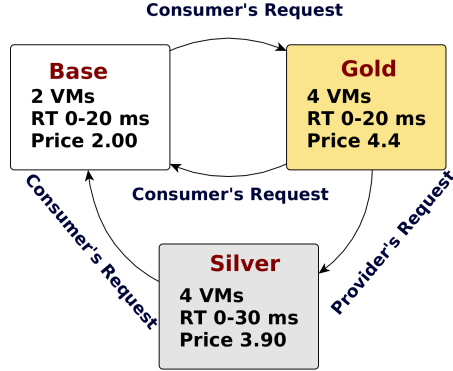 Consumer's Request
Base
2 VMs
RT 0-20 ms
Price 2.00
Gold
4 VMs
RT 0-20 ms
Price 4.4
Consumer's Request
Consumer's Request
Provider's Request
Silver
4 VMs
RT 0-30 ms
Price 3.90